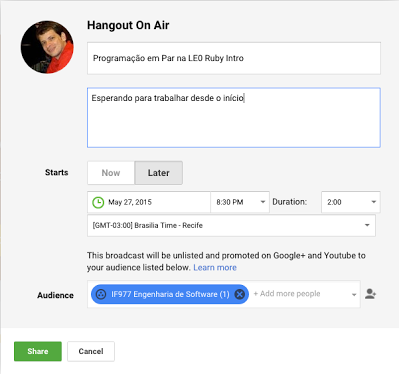 Hangout On Air
Programação em Par na LE0 Ruby Intro
Esperando para trabalhar desde o início
Starts
Now
Later
May 27, 2015
8:30 PM
Duration:
2:00
[GMT-03:00] Brasilia Time - Recife
This broadcast will be unlisted and promoted on Google+ and Youtube to
your audience listed below. Learn more
Audience
IF977 Engenharia de Software (1)
+ Add more people
Share
Cancel